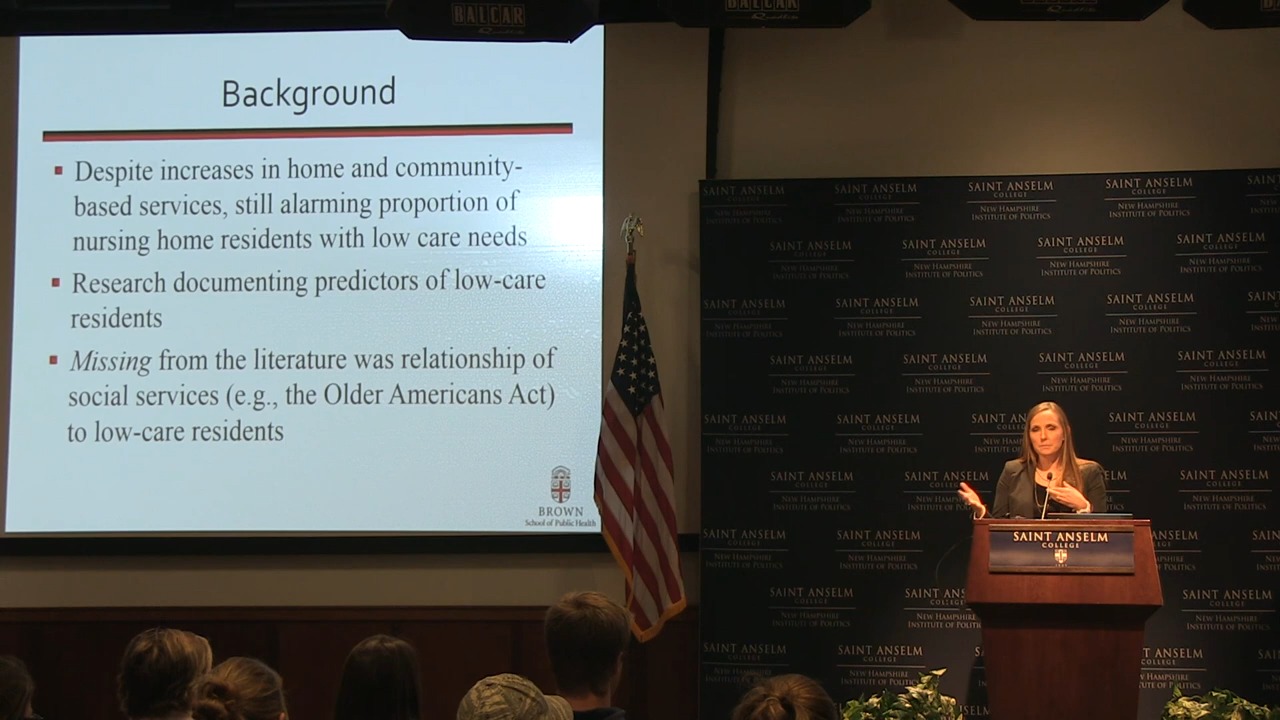 BALCAR
BALCAR
BALCAR
Background
Despite increases in home and community-
based services, still alarming proportion of
nursing home residents with low care needs
Research documenting predictors of low-care
residents
Missing from the literature was relationship of
social services (e.g., the Older Americans Act)
to low-care residents
BROWN
School of Public Health
SAINT ANSELM
COLLEGE
NEW HAMPSHIRE
INSTITUTE OF POLITICS
SAINT ANSELM
COLLEGE